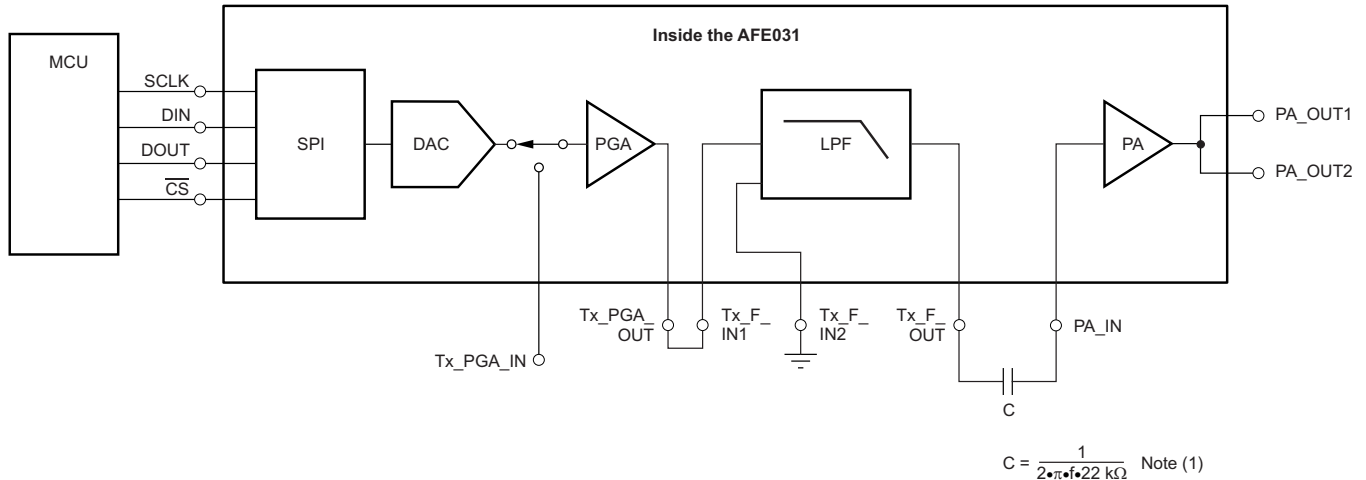 Inside the AFE031
MCU
SCLK
DIN
DOUT
CS
SPI
DAC
PGA
LPF
PA
PA_OUT1
PA_OUT2
Tx_PGA_IN
Tx_PGA_
OUT
Tx_F_
IN1
Tx_F_
IN2
Tx_F_
OUT
PA_IN
C
C = 1 / 2•π•f•22 kΩ Note (1)